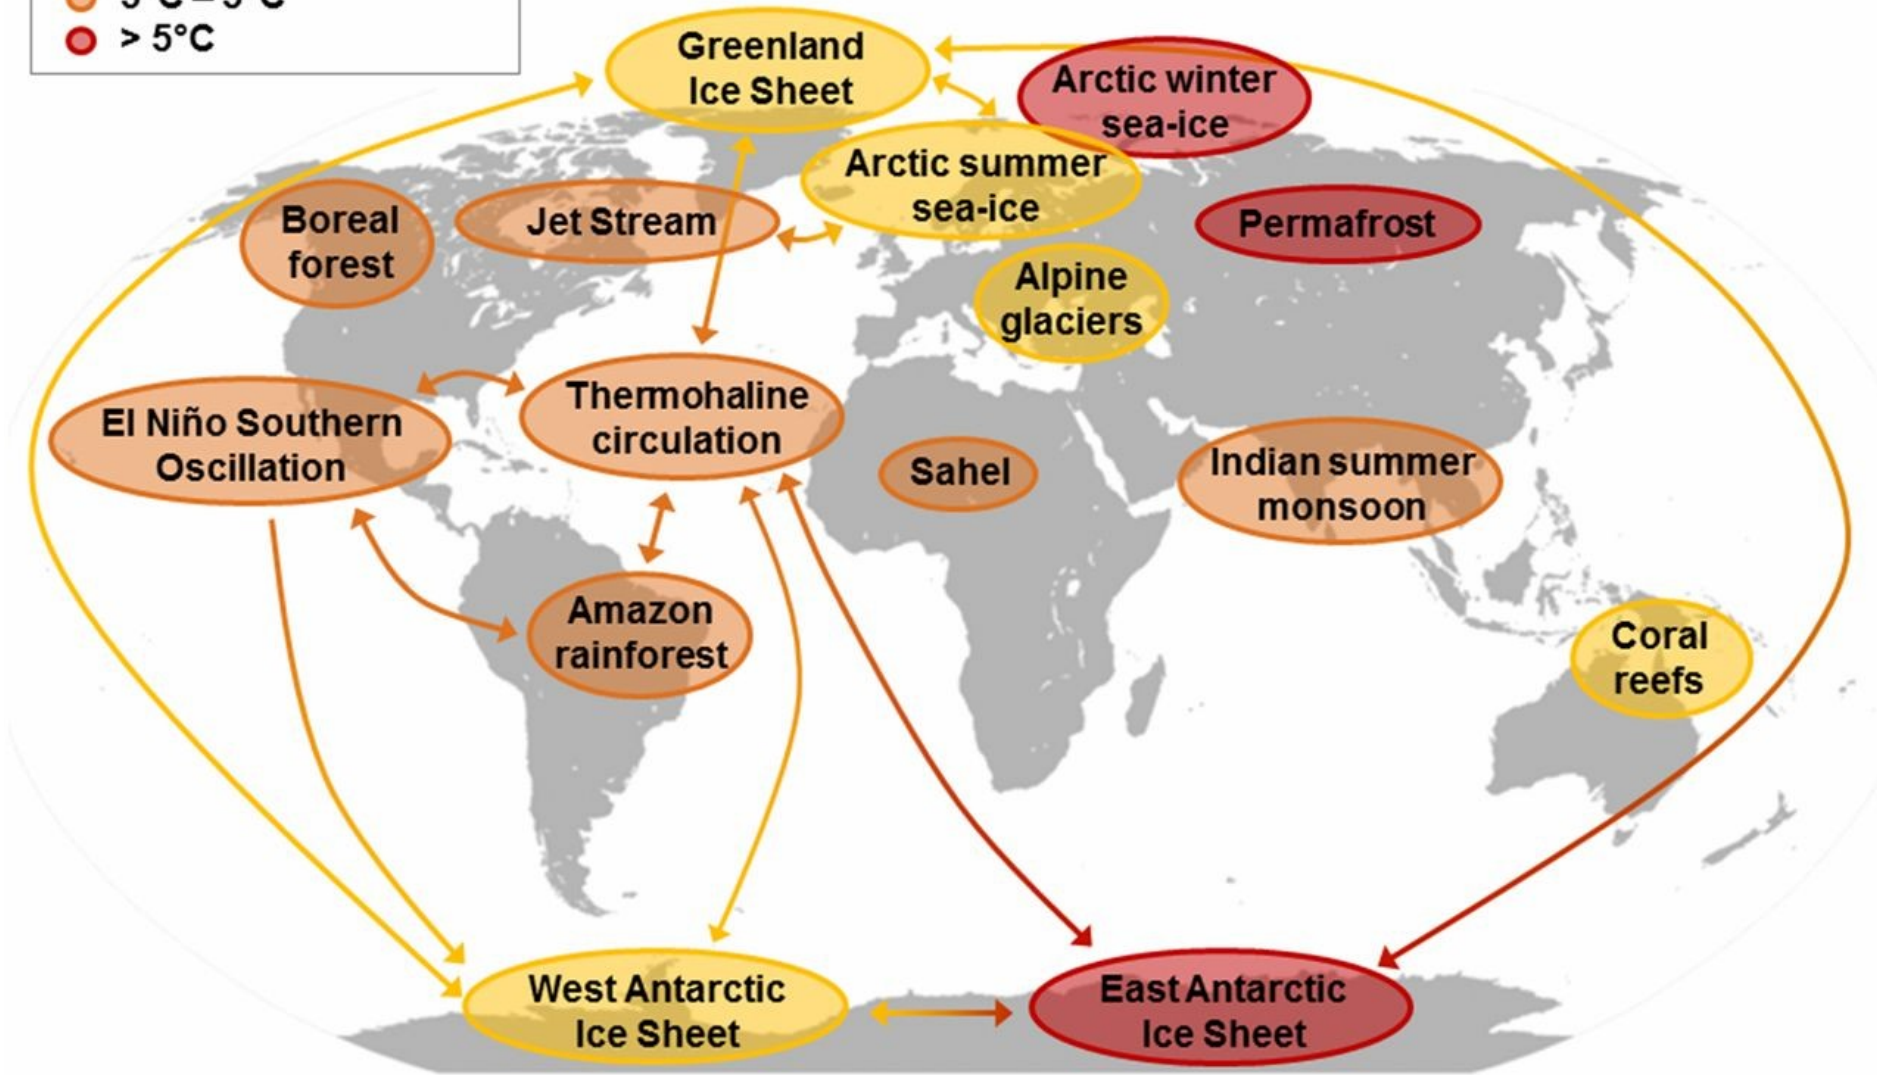 > 5°C
Greenland
Ice Sheet
Arctic winter
sea-ice
Arctic summer
sea-ice
Boreal
forest
Jet Stream
Permafrost
Alpine
glaciers
El Niño Southern
Oscillation
Thermohaline
circulation
Sahel
Indian summer
monsoon
Amazon
rainforest
Coral
reefs
West Antarctic
Ice Sheet
East Antarctic
Ice Sheet